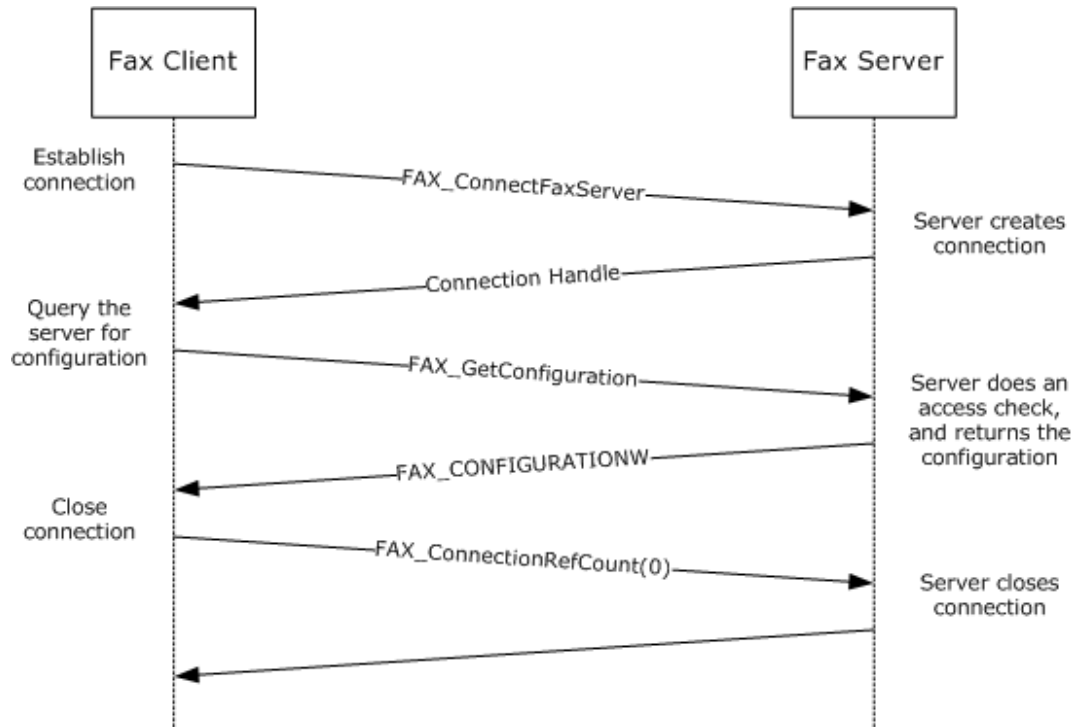 Fax Client
Fax Server
Establish
connection
FAX_ConnectFaxServer
Server creates
connection
Connection Handle
Query the
server for
configuration
FAX_GetConfiguration
Server does an
access check,
and returns the
configuration
FAX_CONFIGURATIONW
Close
connection
FAX_ConnectionRefCount(0)
Server closes
connection